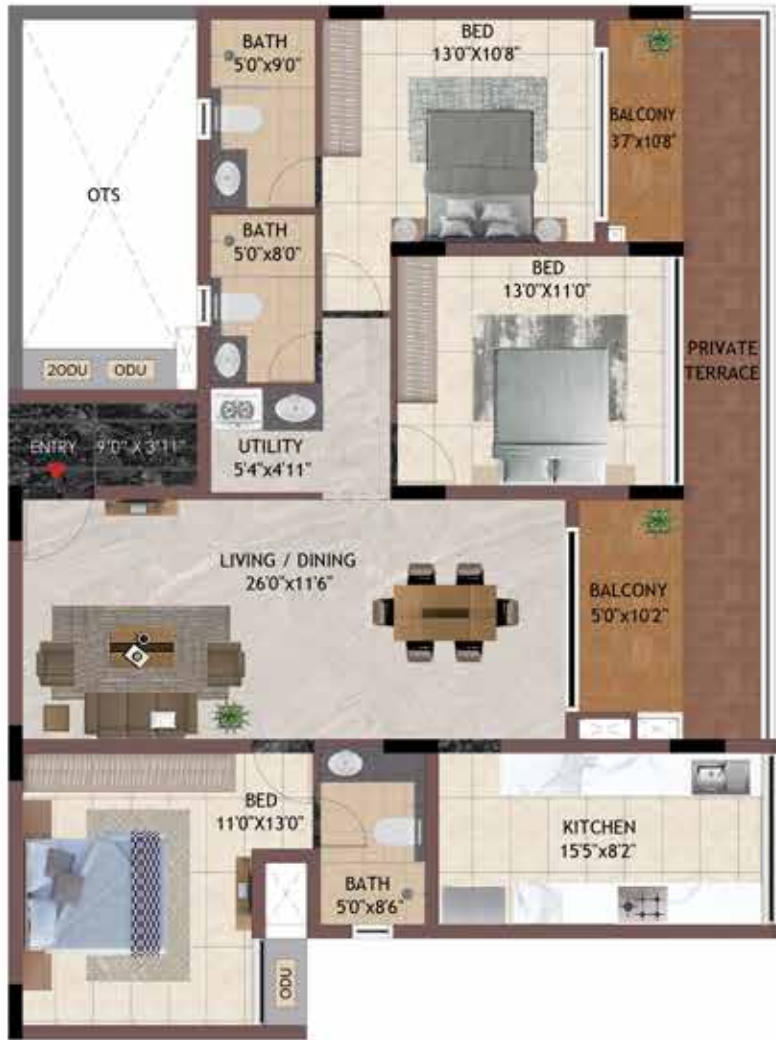 BATH
5'0"x9'0"
BED
13'0"X10'8"
BALCONY
3'7"x10'8"
OTS
BATH
5'0"x8'0"
BED
13'0"X11'0"
PRIVATE
TERRACE
2ODU
ODU
ENTRY
9'0" X 3'11"
UTILITY
5'4"x4'11"
LIVING / DINING
26'0"x11'6"
BALCONY
5'0"x10'2"
BED
11'0"X13'0"
KITCHEN
15'5"x8'2"
BATH
5'0"x8'6"
ODU